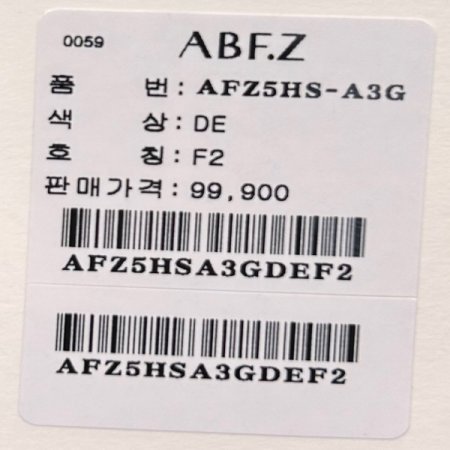 0059 ABF.Z
품 번 : AFZ5HS-A3G
색 상 : DE
호 칭 : F2
판매가격 : 99,900
AFZ5HSA3GDEF2
AFZ5HSA3GDEF2